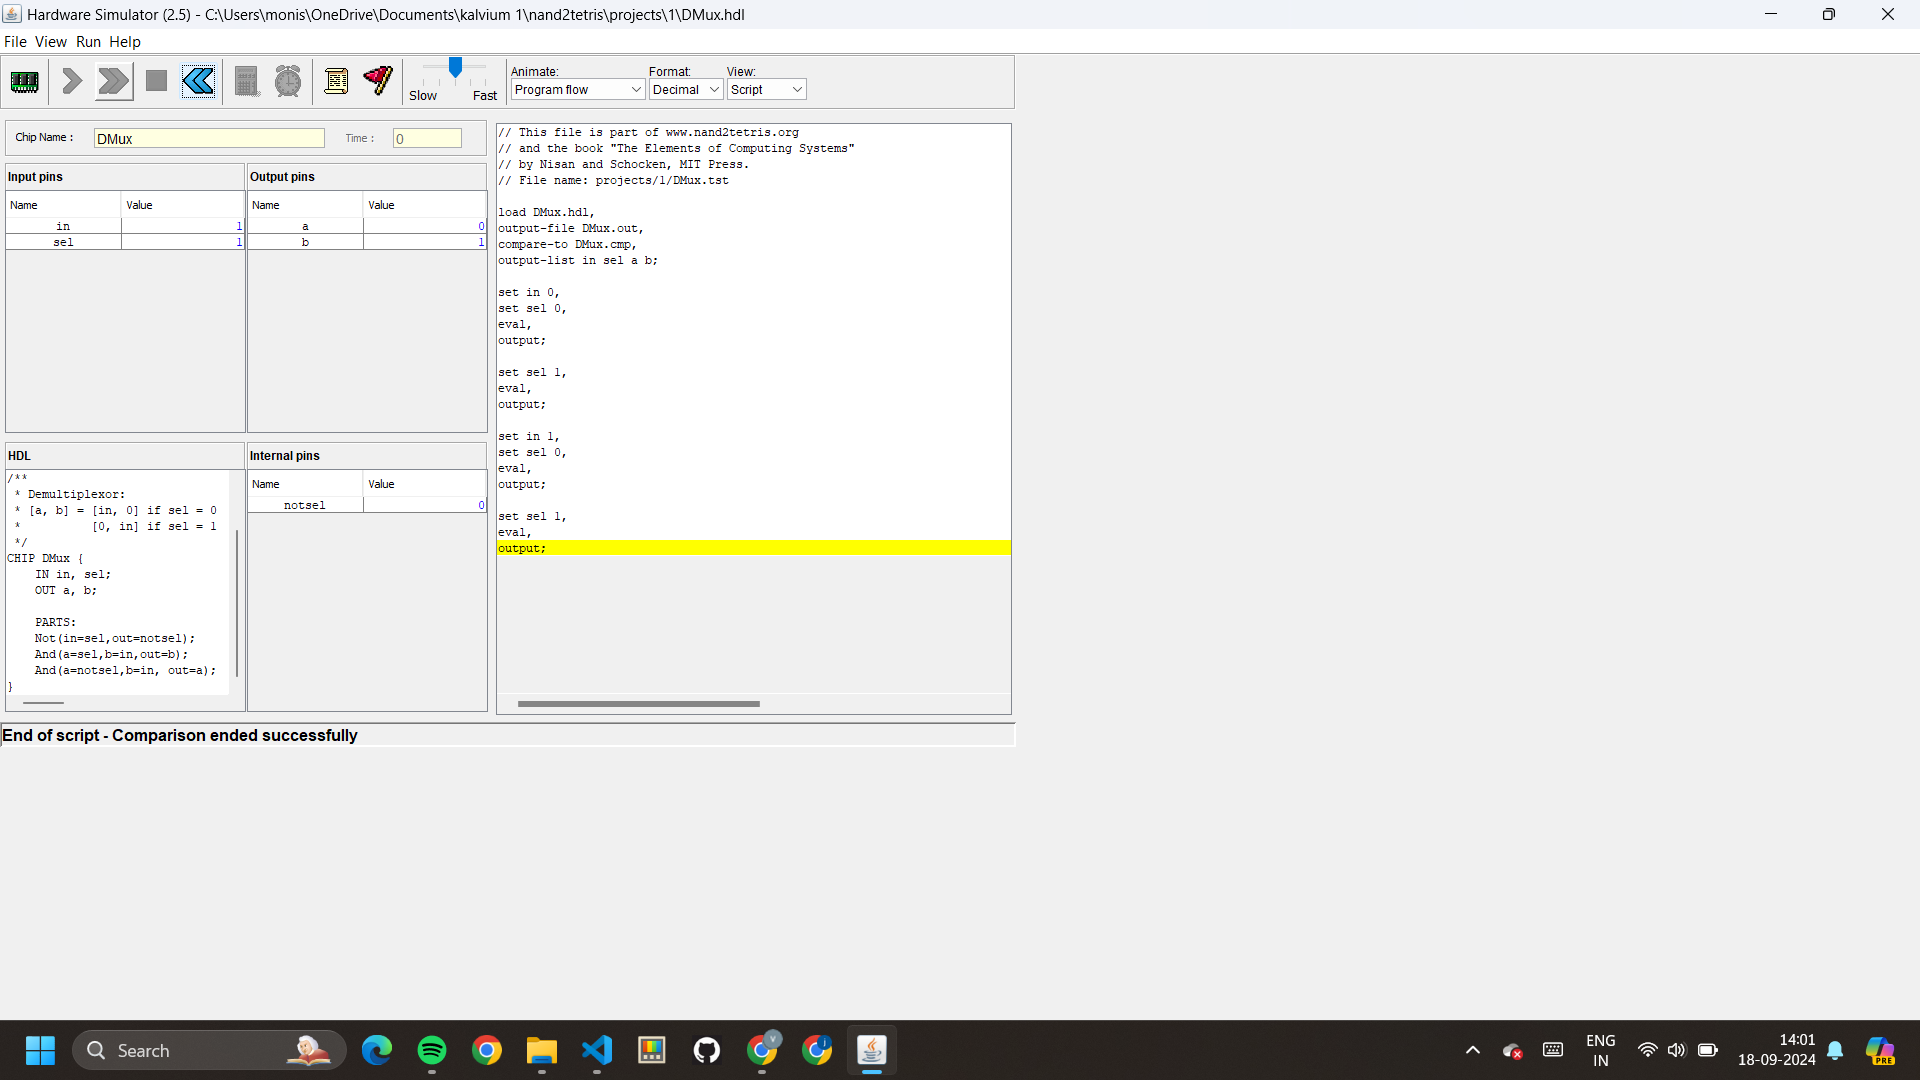 Hardware Simulator (2.5) - C:\Users\monis\OneDrive\Documents\kalvium 1\nand2tetris\projects\1\DMux.hdl
File View Run Help
Slow Fast
Animate: Format: View:
Program flow Decimal Script
Chip Name : DMux Time : 0
Input pins
Name Value
in 1
sel 1
Output pins
Name Value
a 0
b 1
HDL
/**
* Demultiplexor:
* [a, b] = [in, 0] if sel = 0
* [0, in] if sel = 1
*/
CHIP DMux {
IN in, sel;
OUT a, b;
PARTS:
Not(in=sel,out=notsel);
And(a=sel,b=in,out=b);
And(a=notsel,b=in, out=a);
}
Internal pins
Name Value
notsel 0
// This file is part of www.nand2tetris.org
// and the book "The Elements of Computing Systems"
// by Nisan and Schocken, MIT Press.
// File name: projects/1/DMux.tst
load DMux.hdl,
output-file DMux.out,
compare-to DMux.cmp,
output-list in sel a b;
set in 0,
set sel 0,
eval,
output;
set sel 1,
eval,
output;
set in 1,
set sel 0,
eval,
output;
set sel 1,
eval,
output;
End of script - Comparison ended successfully
Search
V
i
ENG
IN
14:01
18-09-2024
PRE